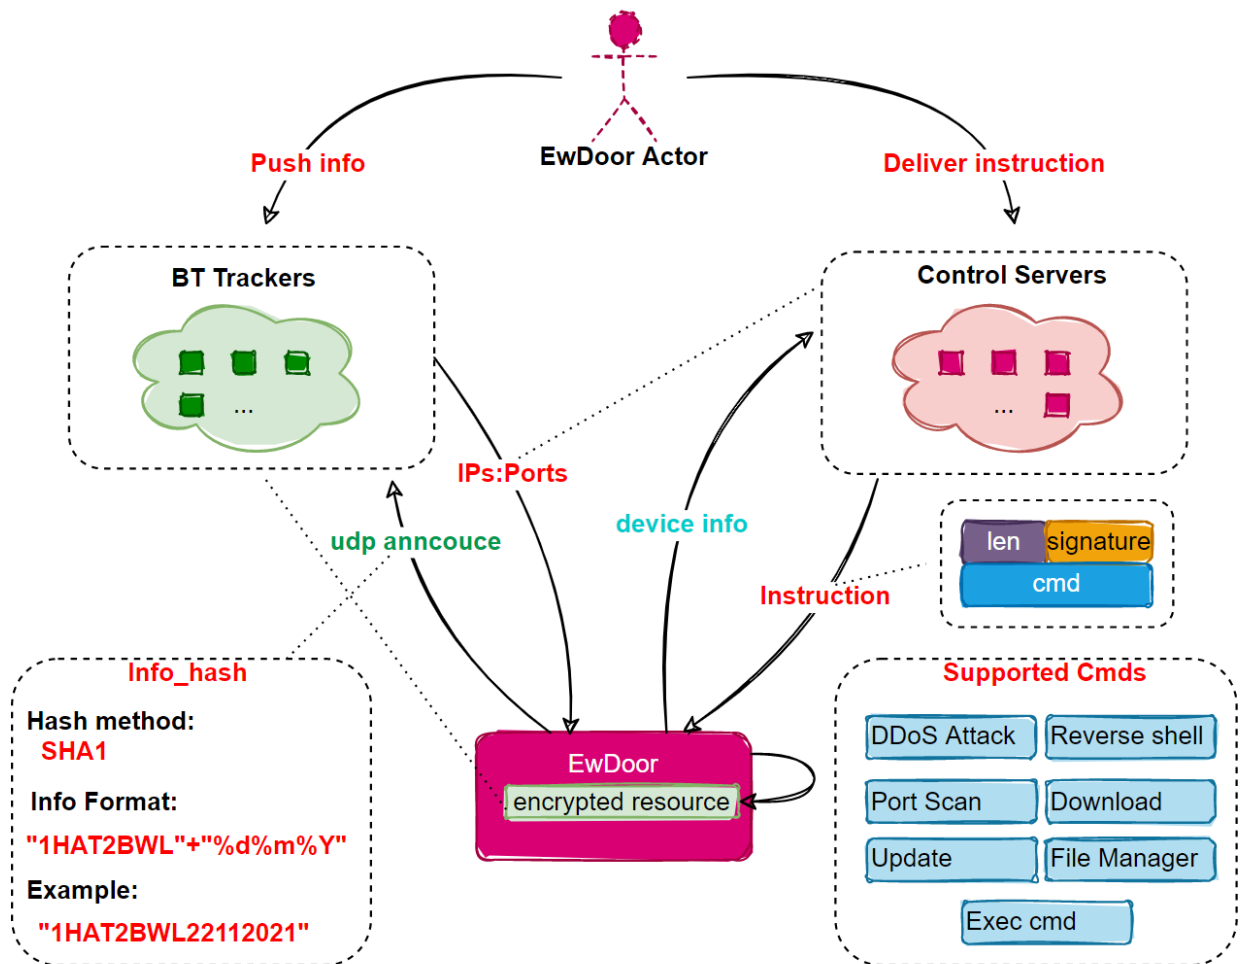 EwDoor Actor
Push info
Deliver instruction
BT Trackers
...
Control Servers
...
IPs:Ports
udp anncouce
device info
Instruction
len
signature
cmd
Info_hash
Hash method:
SHA1
Info Format:
"1HAT2BWL"+"%d%m%Y"
Example:
"1HAT2BWL22112021"
EwDoor
encrypted resource
Supported Cmds
DDoS Attack
Reverse shell
Port Scan
Download
Update
File Manager
Exec cmd